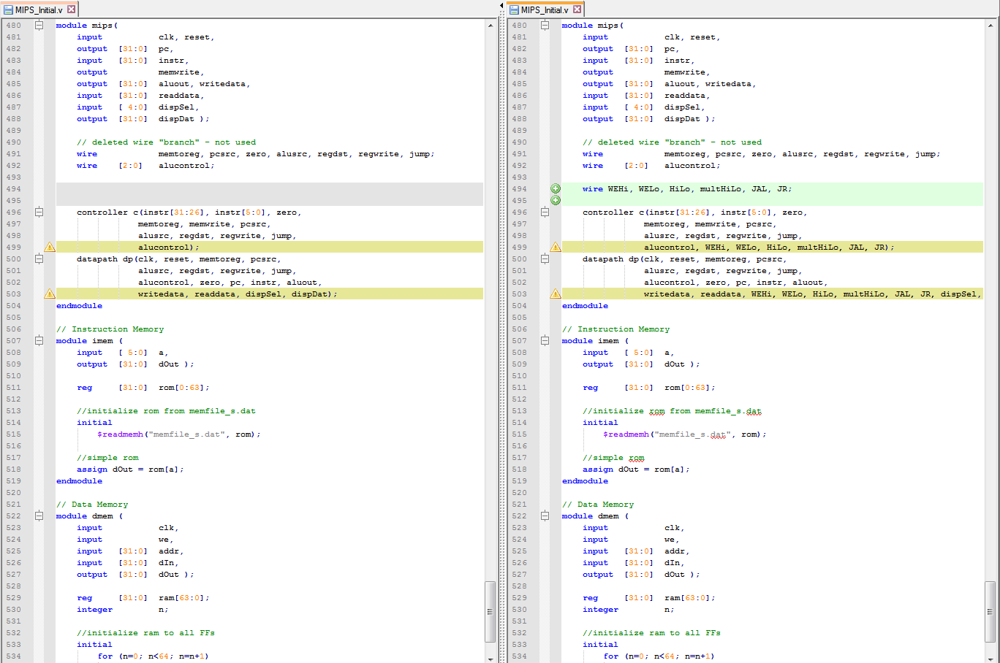 MIPS_Initial.v
480 module mips(
481 input clk, reset,
482 output [31:0] pc,
483 input [31:0] instr,
484 output memwrite,
485 output [31:0] aluout, writedata,
486 input [31:0] readdata,
487 input [ 4:0] dispSel,
488 output [31:0] dispDat );
489
490 // deleted wire "branch" - not used
491 wire memtoreg, pcsrc, zero, alusrc, regdst, regwrite, jump;
492 wire [2:0] alucontrol;
493
494
495
496 controller c(instr[31:26], instr[5:0], zero,
497 memtoreg, memwrite, pcsrc,
498 alusrc, regdst, regwrite, jump,
499 alucontrol);
500 datapath dp(clk, reset, memtoreg, pcsrc,
501 alusrc, regdst, regwrite, jump,
502 alucontrol, zero, pc, instr, aluout,
503 writedata, readdata, dispSel, dispDat);
504 endmodule
505
506 // Instruction Memory
507 module imem (
508 input [ 5:0] a,
509 output [31:0] dOut );
510
511 reg [31:0] rom[0:63];
512
513 //initialize rom from memfile_s.dat
514 initial
515 $readmemh("memfile_s.dat", rom);
516
517 //simple rom
518 assign dOut = rom[a];
519 endmodule
520
521 // Data Memory
522 module dmem (
523 input clk,
524 input we,
525 input [31:0] addr,
526 input [31:0] dIn,
527 output [31:0] dOut );
528
529 reg [31:0] ram[63:0];
530 integer n;
531
532 //initialize ram to all FFs
533 initial
534 for (n=0; n<64; n=n+1)
MIPS_Initial.v
480 module mips(
481 input clk, reset,
482 output [31:0] pc,
483 input [31:0] instr,
484 output memwrite,
485 output [31:0] aluout, writedata,
486 input [31:0] readdata,
487 input [ 4:0] dispSel,
488 output [31:0] dispDat );
489
490 // deleted wire "branch" - not used
491 wire memtoreg, pcsrc, zero, alusrc, regdst, regwrite, jump;
492 wire [2:0] alucontrol;
493
494 wire WEHi, WELo, HiLo, multHiLo, JAL, JR;
495
496 controller c(instr[31:26], instr[5:0], zero,
497 memtoreg, memwrite, pcsrc,
498 alusrc, regdst, regwrite, jump,
499 alucontrol, WEHi, WELo, HiLo, multHiLo, JAL, JR);
500 datapath dp(clk, reset, memtoreg, pcsrc,
501 alusrc, regdst, regwrite, jump,
502 alucontrol, zero, pc, instr, aluout,
503 writedata, readdata, WEHi, WELo, HiLo, multHiLo, JAL, JR, dispSel,
504 endmodule
505
506 // Instruction Memory
507 module imem (
508 input [ 5:0] a,
509 output [31:0] dOut );
510
511 reg [31:0] rom[0:63];
512
513 //initialize rom from memfile_s.dat
514 initial
515 $readmemh("memfile_s.dat", rom);
516
517 //simple rom
518 assign dOut = rom[a];
519 endmodule
520
521 // Data Memory
522 module dmem (
523 input clk,
524 input we,
525 input [31:0] addr,
526 input [31:0] dIn,
527 output [31:0] dOut );
528
529 reg [31:0] ram[63:0];
530 integer n;
531
532 //initialize ram to all FFs
533 initial
534 for (n=0; n<64; n=n+1)